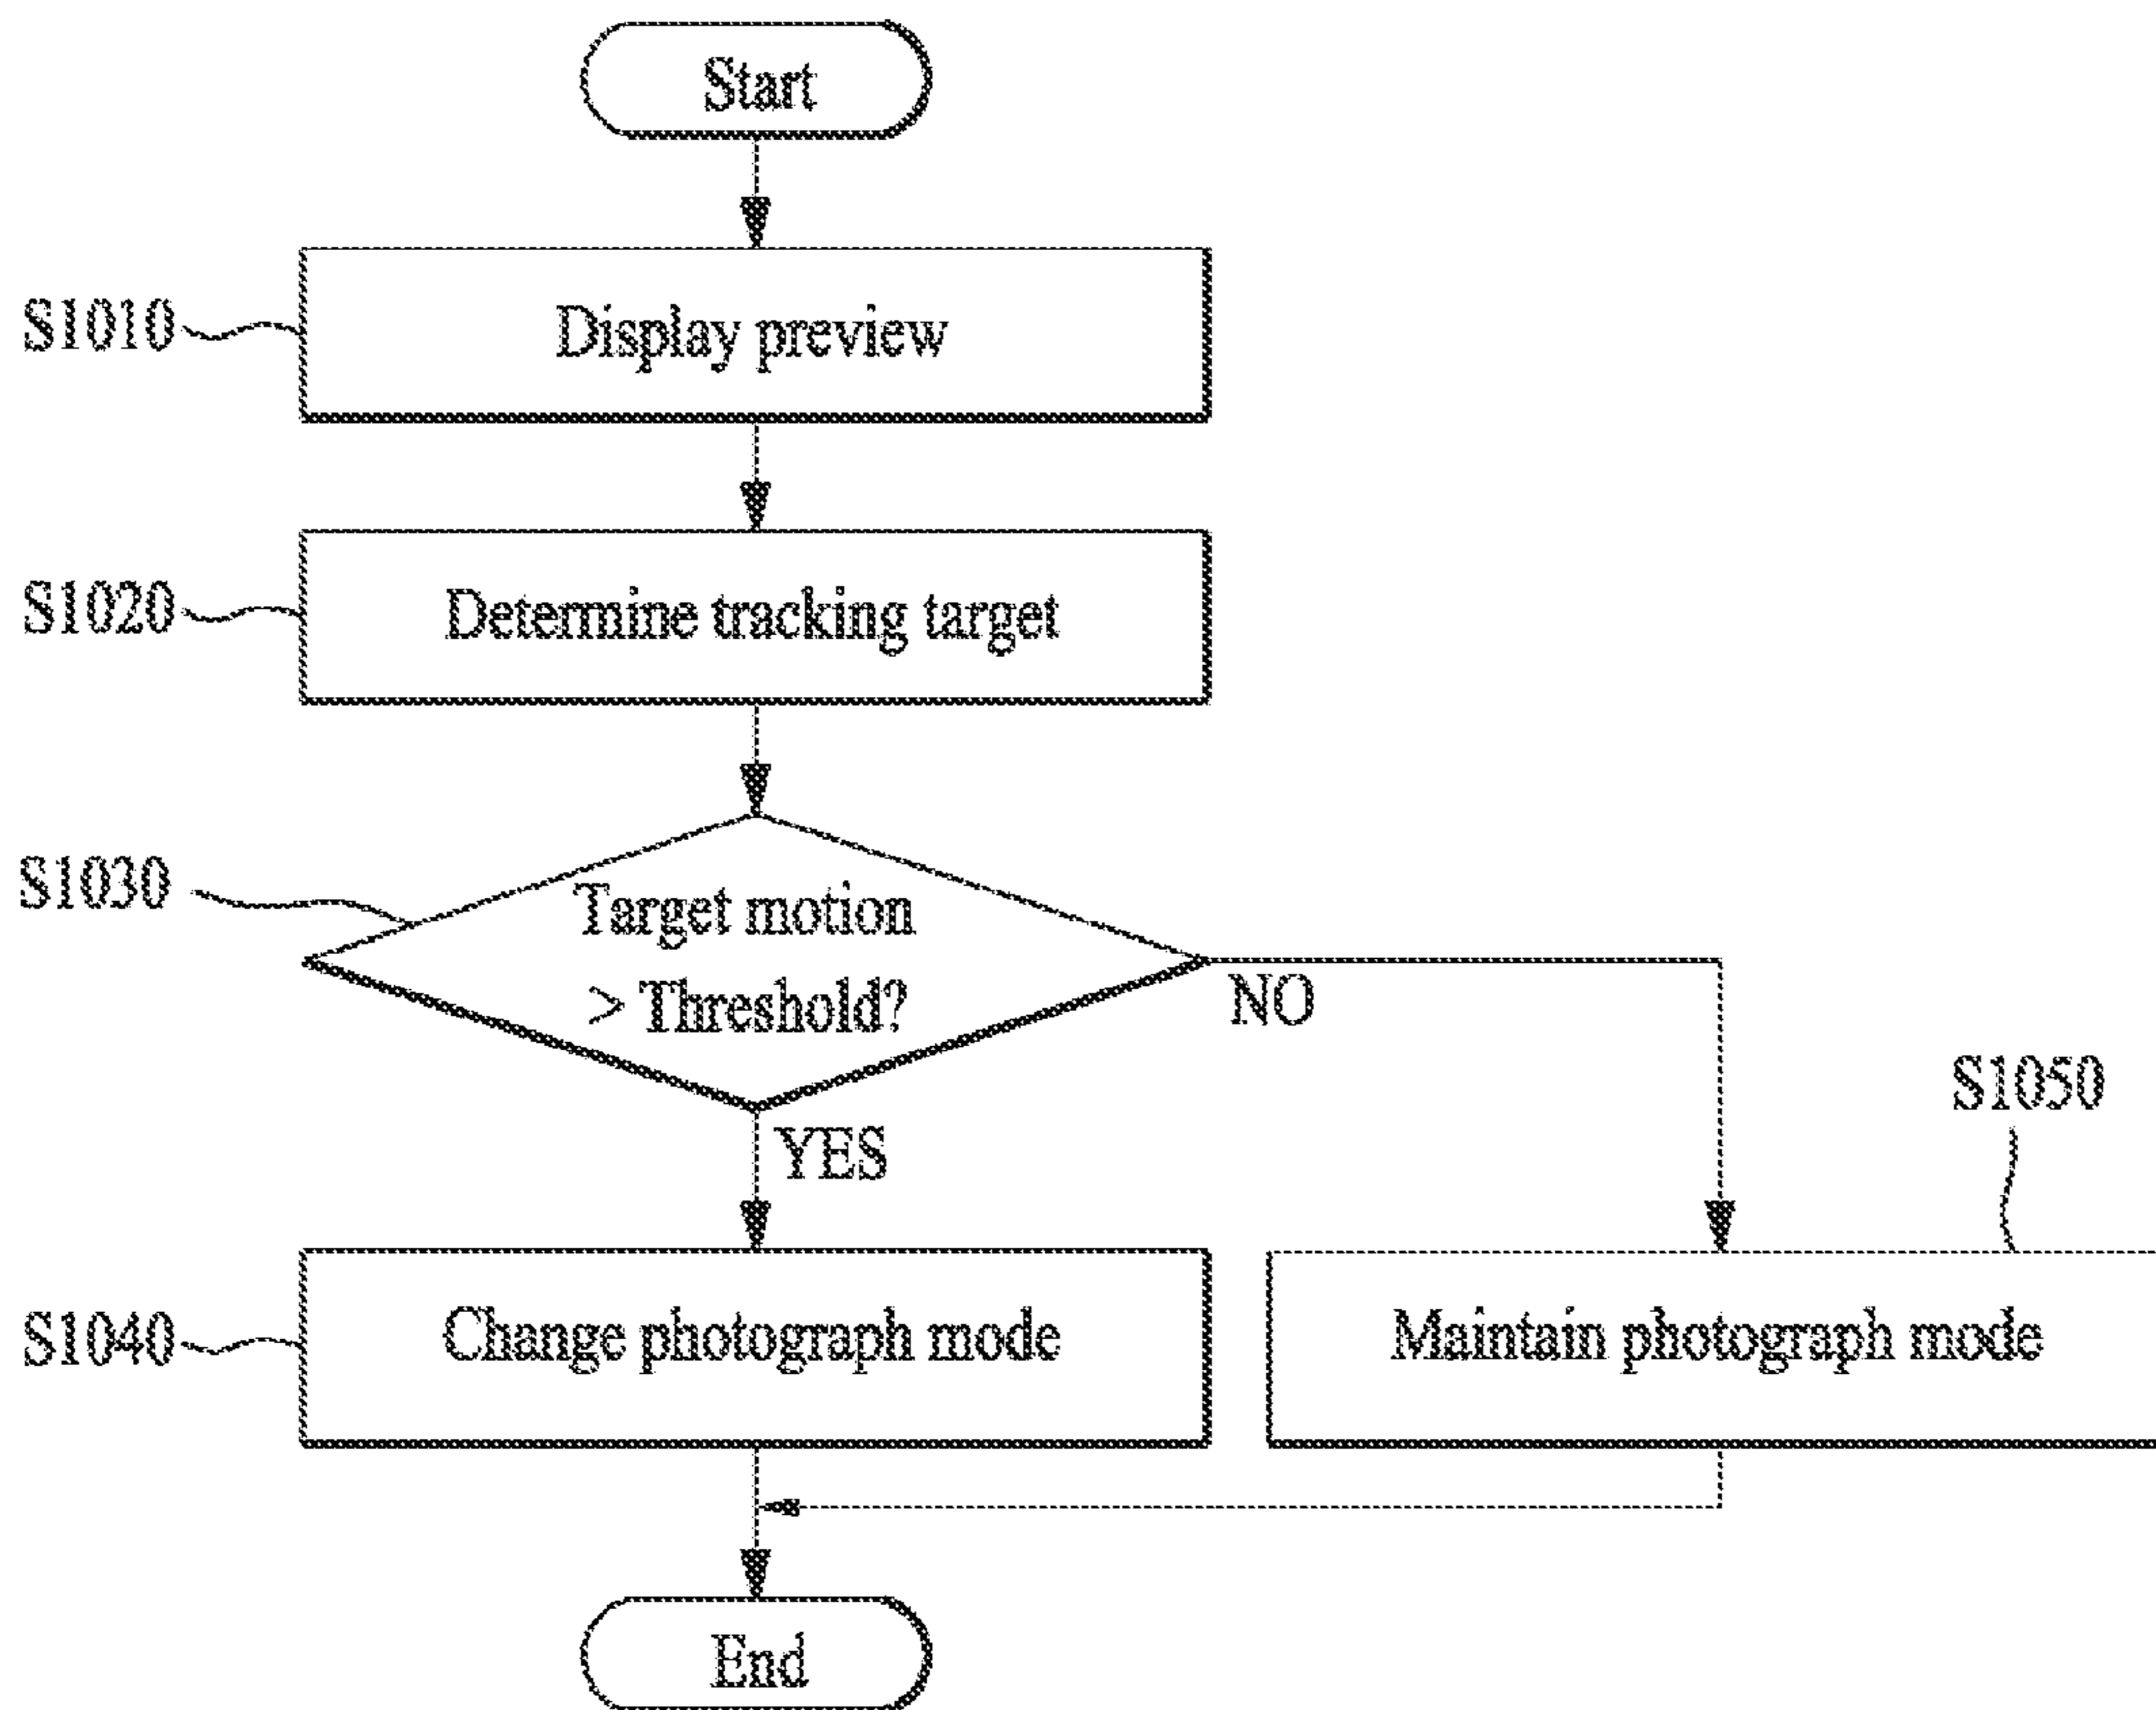 Start
S1010
Display preview
S1020
Determine tracking target
S1030
Target motion
> Threshold?
NO
YES
S1050
S1040
Change photograph mode
Maintain photograph mode
End